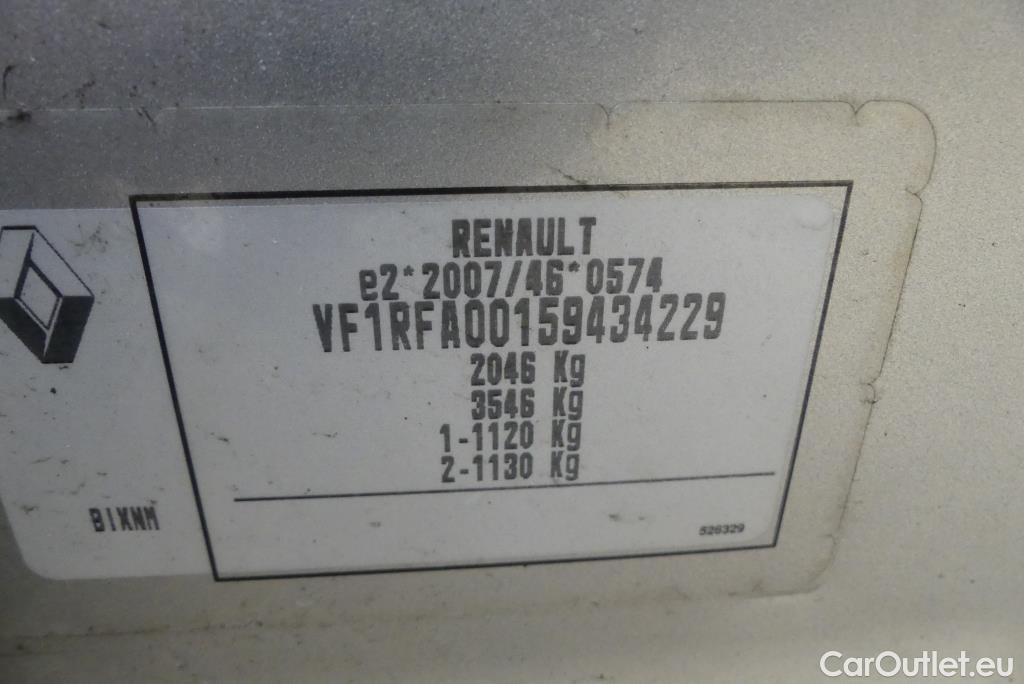 RENAULT
e2*2007/46*0574
VF1RFA00159434229
2046 Kg
3546 Kg
1-1120 Kg
2-1130 Kg
BIXNM
526329
CarOutlet.eu